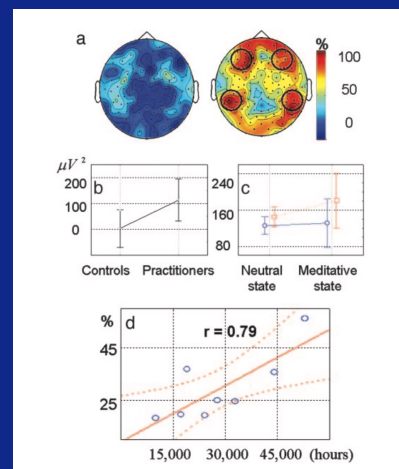 a
%
100
50
0
μV²
b
200
100
0
Controls Practitioners
c
240
160
80
Neutral state
Meditative state
%
d
r = 0.79
45
25
15,000 30,000 45,000 (hours)